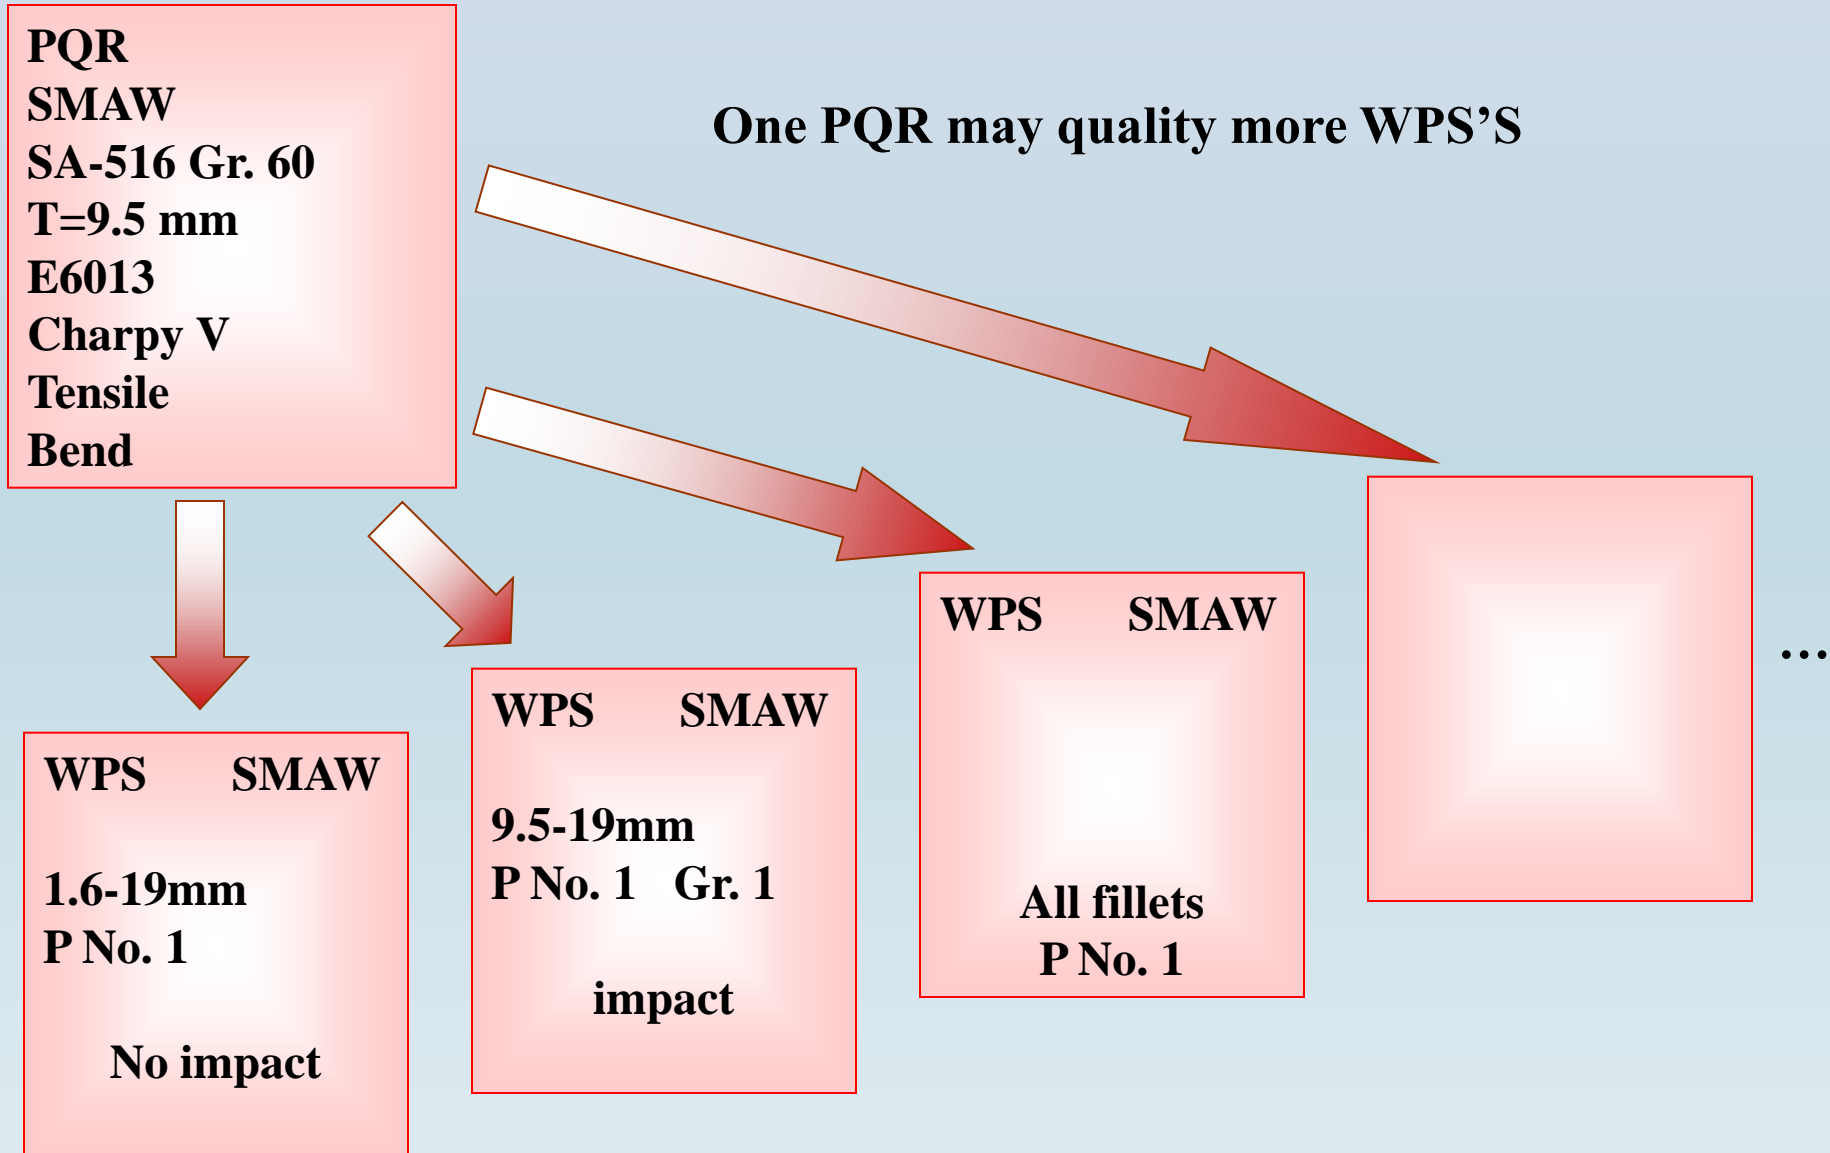 PQR
SMAW
SA-516 Gr. 60
T=9.5 mm
E6013
Charpy V
Tensile
Bend
One PQR may quality more WPS’S
WPS SMAW
1.6-19mm
P No. 1
No impact
WPS SMAW
9.5-19mm
P No. 1 Gr. 1
impact
WPS SMAW
All fillets
P No. 1
…